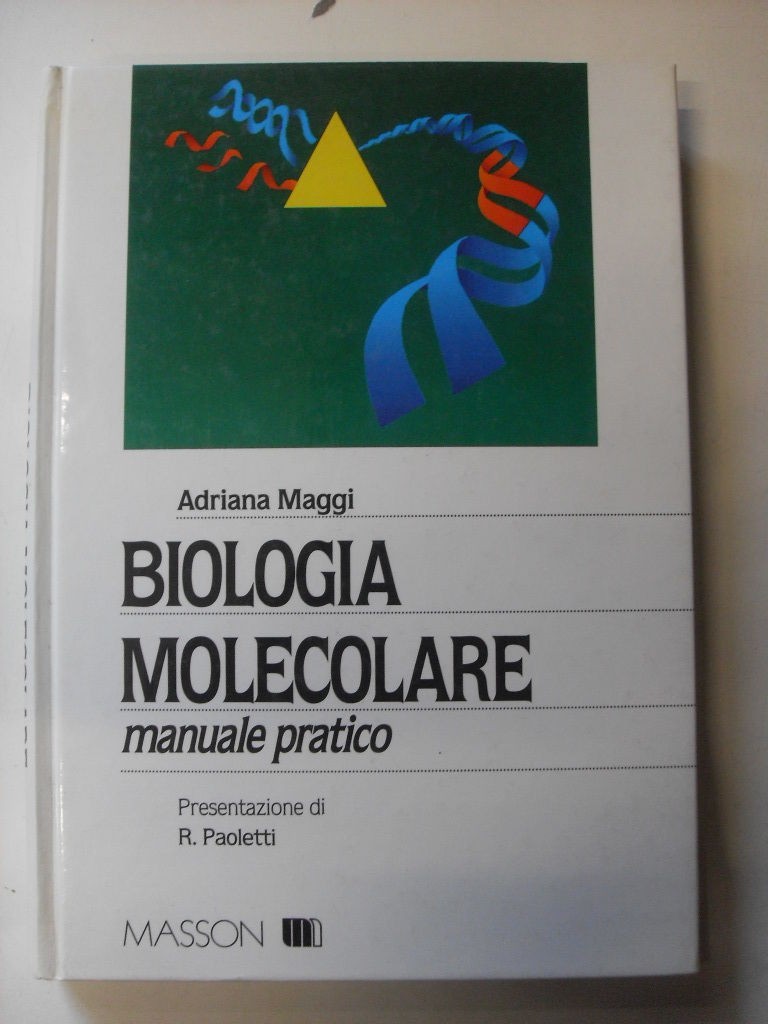 Adriana Maggi
BIOLOGIA
MOLECOLARE
manuale pratico
Presentazione di
R. Paoletti
MASSON m